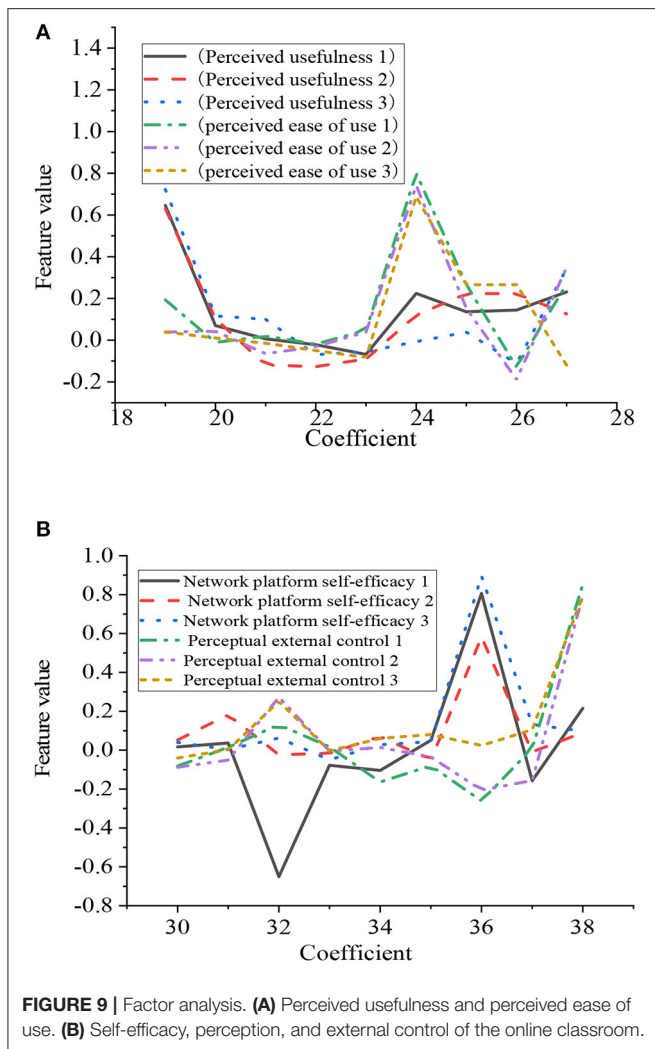 A
1.4
1.2
1.0
0.8
0.6
0.4
0.2
0.0
-0.2
Feature value
(Perceived usefulness 1)
(Perceived usefulness 2)
(Perceived usefulness 3)
(perceived ease of use 1)
(perceived ease of use 2)
(perceived ease of use 3)
18 20 22 24 26 28
Coefficient
B
1.0
0.8
0.6
0.4
0.2
0.0
-0.2
-0.4
-0.6
-0.8
Feature value
Network platform self-efficacy 1
Network platform self-efficacy 2
Network platform self-efficacy 3
Perceptual external control 1
Perceptual external control 2
Perceptual external control 3
30 32 34 36 38
Coefficient
FIGURE 9 | Factor analysis. (A) Perceived usefulness and perceived ease of
use. (B) Self-efficacy, perception, and external control of the online classroom.